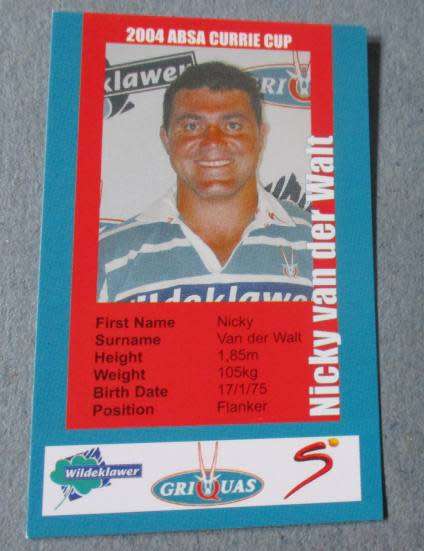 2004 ABSA CURRIE CUP
klawer
Wildeklawer
Nicky van der Walt
First Name Nicky
Surname Van der Walt
Height 1,85m
Weight 105kg
Birth Date 17/1/75
Position Flanker
Wildeklawer
GRIQUAS